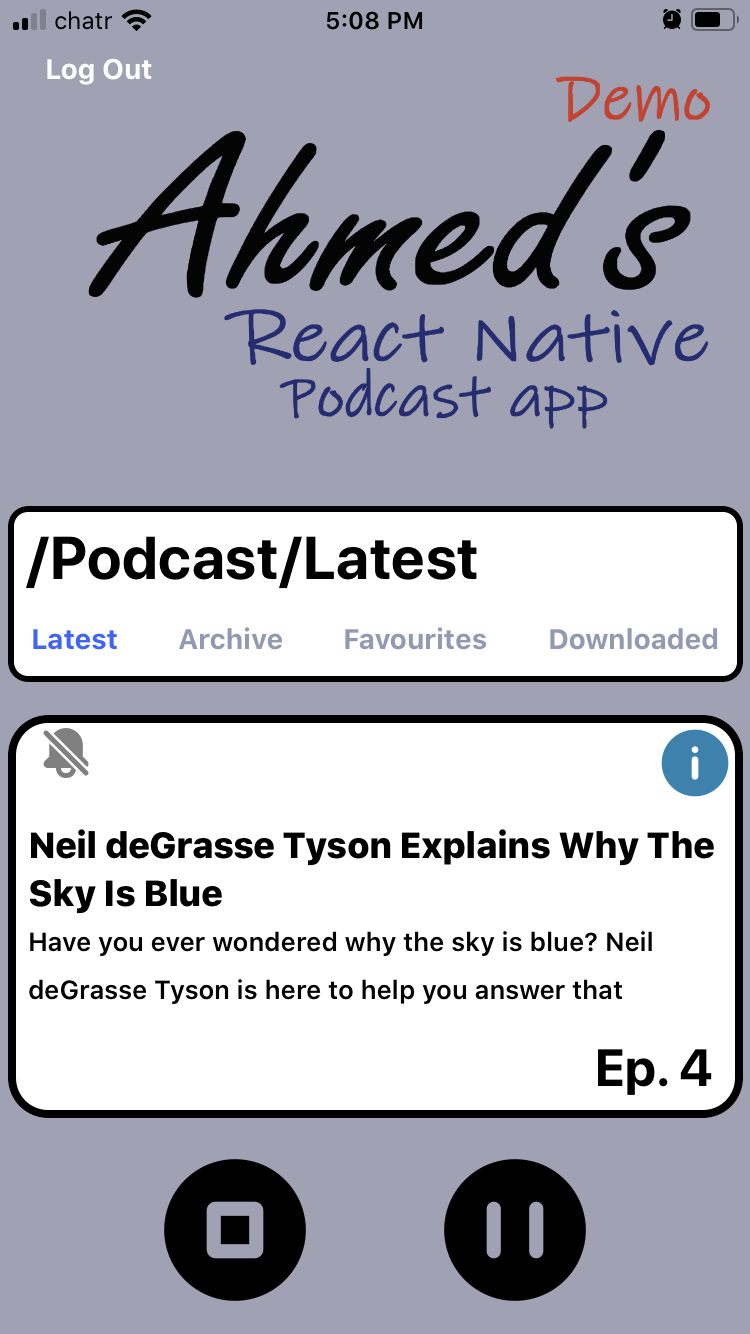 chatr 5:08 PM
Log Out
Demo
Ahmed's
React Native
Podcast app
/Podcast/Latest
Latest Archive Favourites Downloaded
Neil deGrasse Tyson Explains Why The
Sky Is Blue
Have you ever wondered why the sky is blue? Neil
deGrasse Tyson is here to help you answer that
Ep. 4